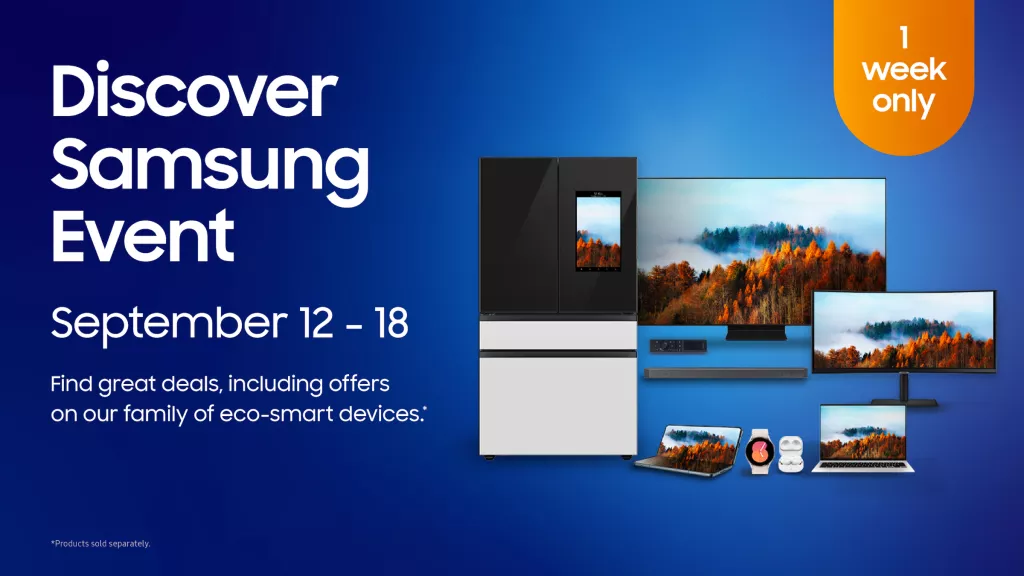 Discover
Samsung
Event
September 12 - 18
Find great deals, including offers
on our family of eco-smart devices.*
*Products sold separately.
1
week
only